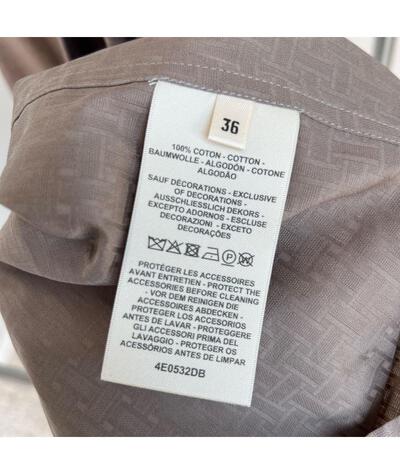 36
100% COTON - COTTON -
BAUMWOLLE - ALGODÓN - COTONE
ALGODÃO
SAUF DÉCORATIONS - EXCLUSIVE
OF DECORATIONS -
AUSSCHLIESSLICH DEKORS -
EXCEPTO ADORNOS - ESCLUSE
DECORAZIONI - EXCETO
DECORAÇÕES
P
PROTÉGER LES ACCESSOIRES
AVANT ENTRETIEN - PROTECT THE
ACCESSORIES BEFORE CLEANING
- VOR DEM REINIGEN DIE
ACCESSOIRES ABDECKEN -
PROTEGER LOS ACCESORIOS
ANTES DE LAVAR - PROTEGGERE
GLI ACCESSORI PRIMA DEL
LAVAGGIO - PROTEGER OS
ACESSÓRIOS ANTES DE LIMPAR
4E0532DB